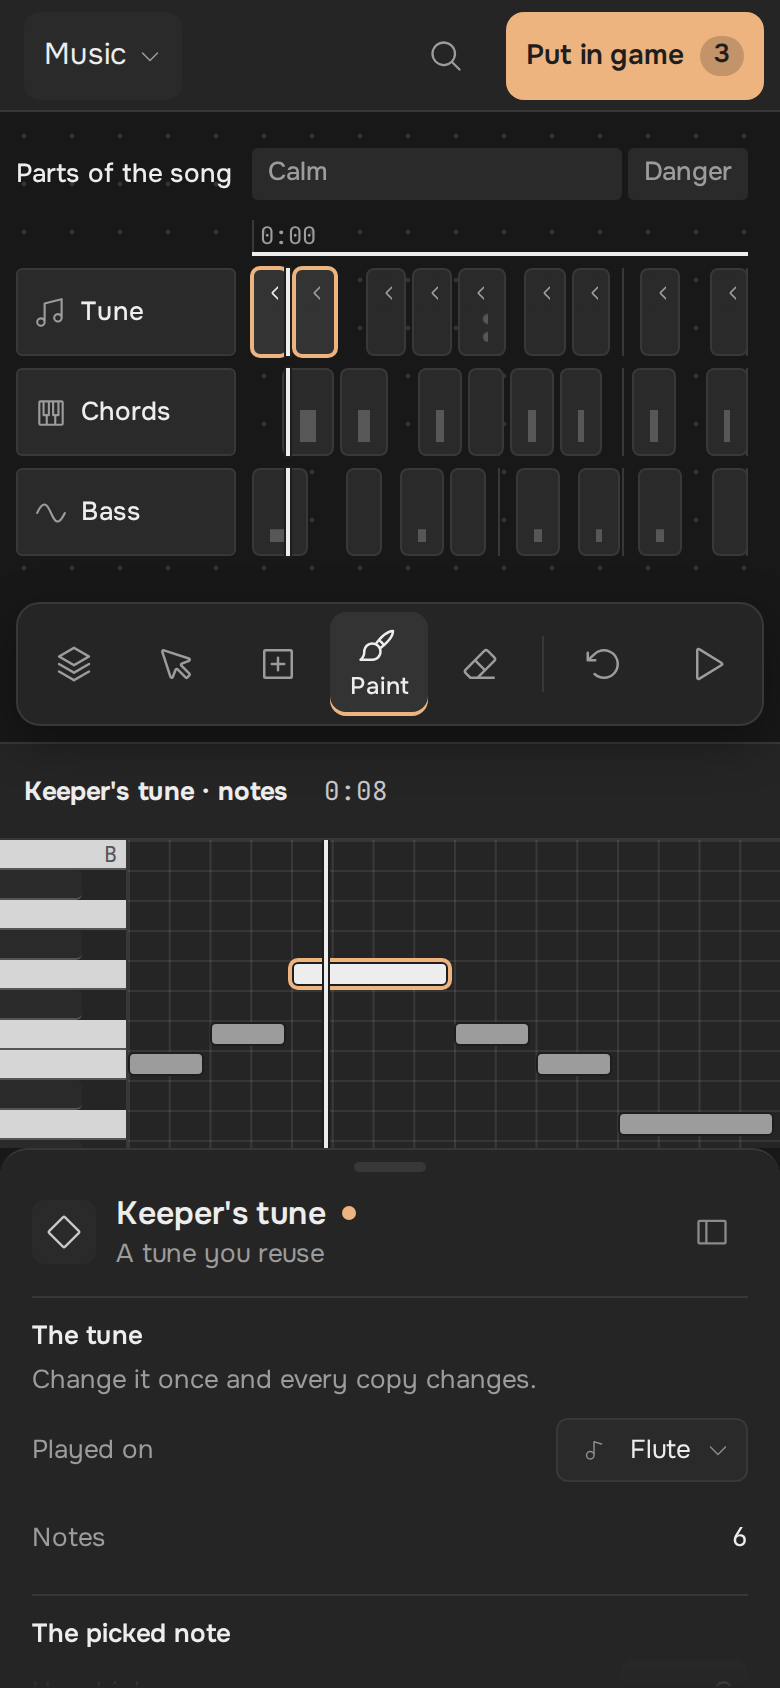 Music
Put in game 3
Parts of the song
Calm
Danger
0:00
Tune
Chords
Bass
Paint
Keeper's tune · notes 0:08
B
Keeper's tune
A tune you reuse
The tune
Change it once and every copy changes.
Played on
Flute
Notes
6
The picked note